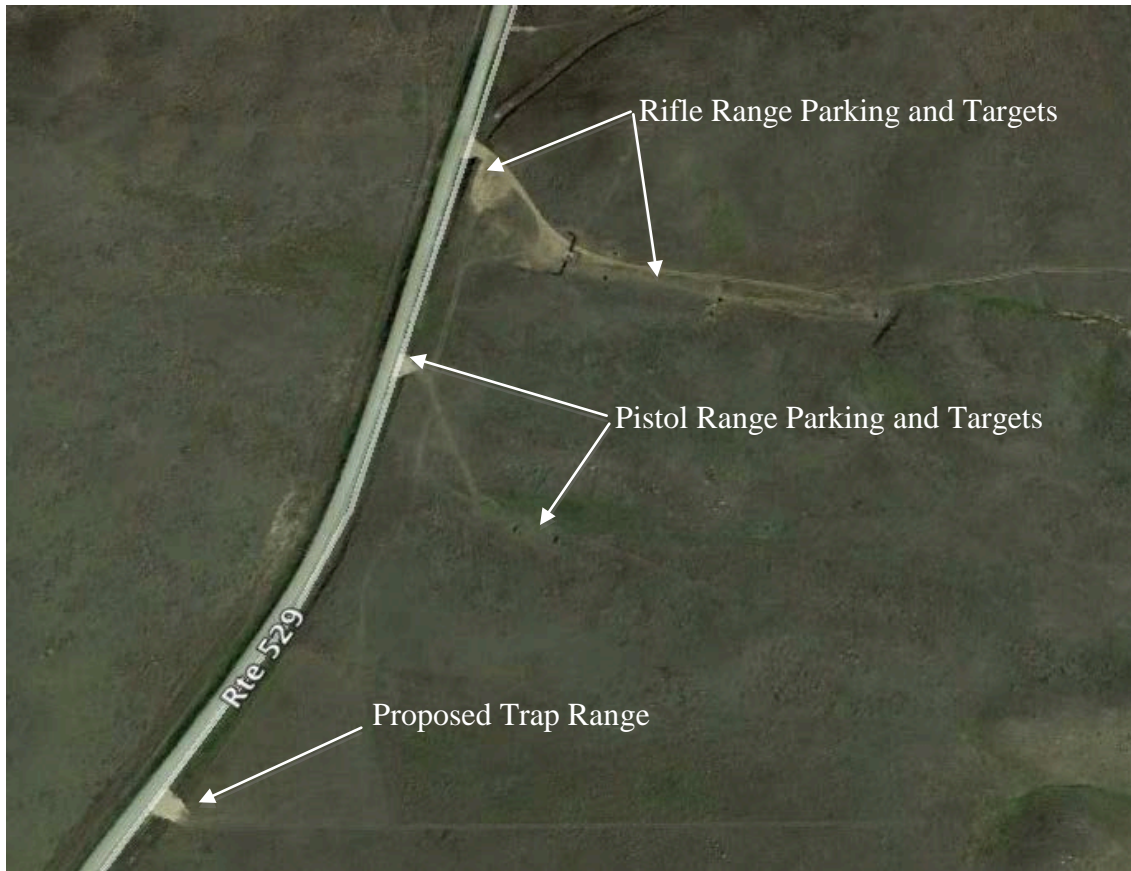 Rifle Range Parking and Targets
Pistol Range Parking and Targets
Rte 529
Proposed Trap Range